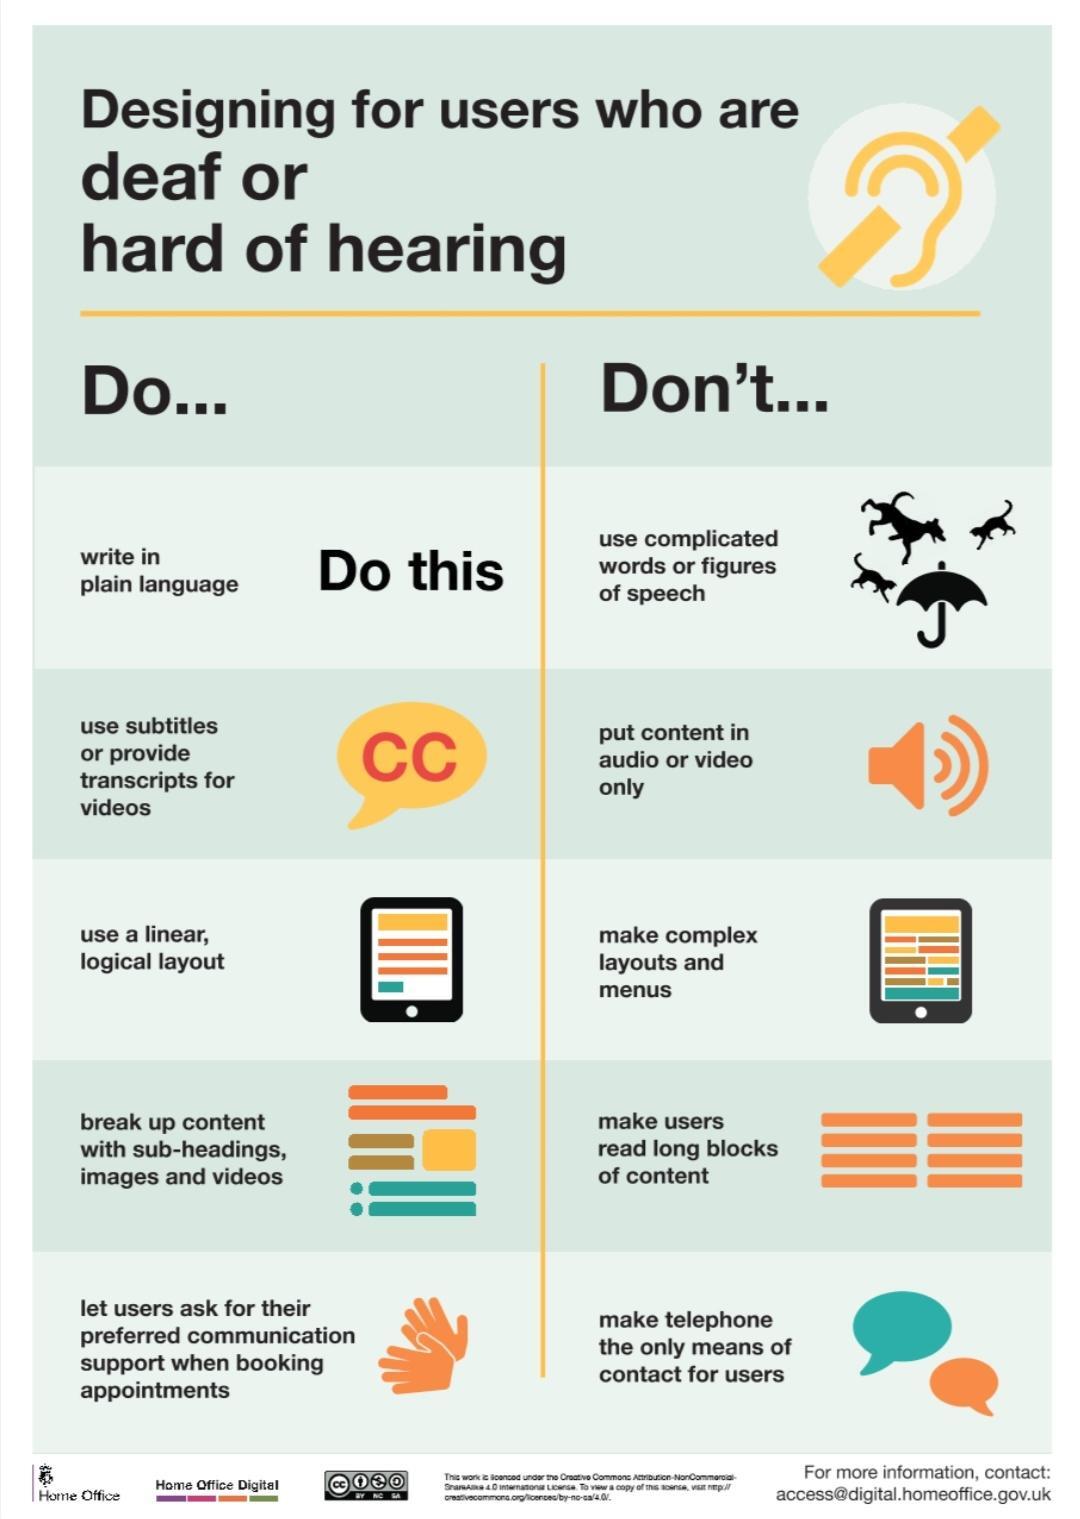 Designing for users who are
deaf or
hard of hearing
Do...
Don't...
write in
plain language
Do this
use complicated
words or figures
of speech
use subtitles
or provide
transcripts for
videos
CC
put content in
audio or video
only
use a linear,
logical layout
make complex
layouts and
menus
break up content
with sub-headings,
images and videos
make users
read long blocks
of content
let users ask for their
preferred communication
support when booking
appointments
make telephone
the only means of
contact for users
Home Office
Home Office Digital
cc
BY NC SA
This work is licensed under the Creative Commons Attribution-NonCommercial-
ShareAlike 4.0 International License. To view a copy of this license, visit http://
creativecommons.org/licenses/by-nc-sa/4.0/.
For more information, contact:
access@digital.homeoffice.gov.uk